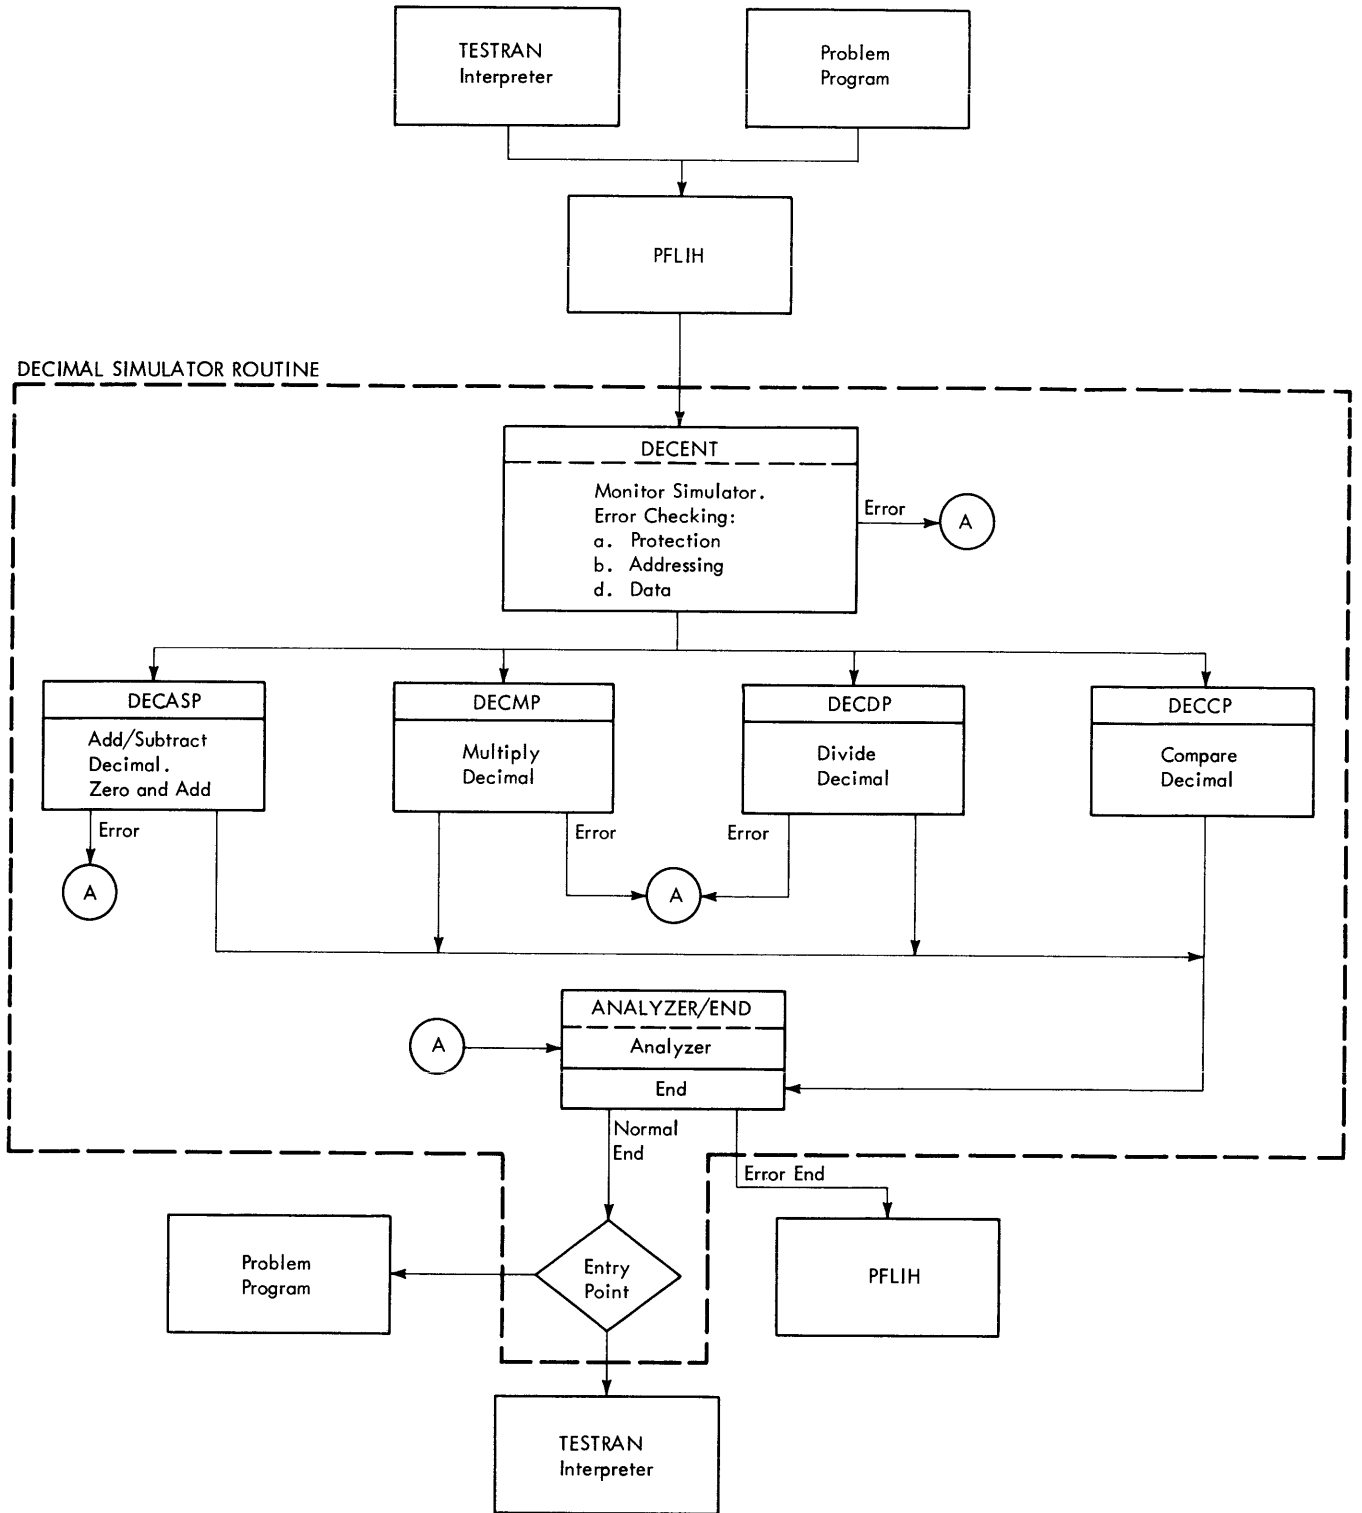 TESTRAN
Interpreter
Problem
Program
PFLIH
DECIMAL SIMULATOR ROUTINE
DECENT
Monitor Simulator.
Error Checking:
a. Protection
b. Addressing
d. Data
Error
A
DECASP
Add/Subtract
Decimal.
Zero and Add
DECMP
Multiply
Decimal
DECDP
Divide
Decimal
DECCP
Compare
Decimal
Error
Error
Error
A
A
ANALYZER/END
Analyzer
End
A
Normal
End
Error End
Problem
Program
Entry
Point
PFLIH
TESTRAN
Interpreter